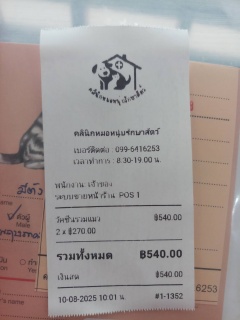 คลินิกหมอหนุ่มรักษาสัตว์
เบอร์ติดต่อ : 099-6416253
เวลาทำการ : 8.30-19.00 น.
พนักงาน: เจ้าของ
ระบบขายหน้าร้าน: POS 1
วัคซีนรวมแมว ฿540.00
2 x ฿270.00
รวมทั้งหมด ฿540.00
เงินสด ฿540.00
10-08-2025 10:01 น. #1-1352
Male